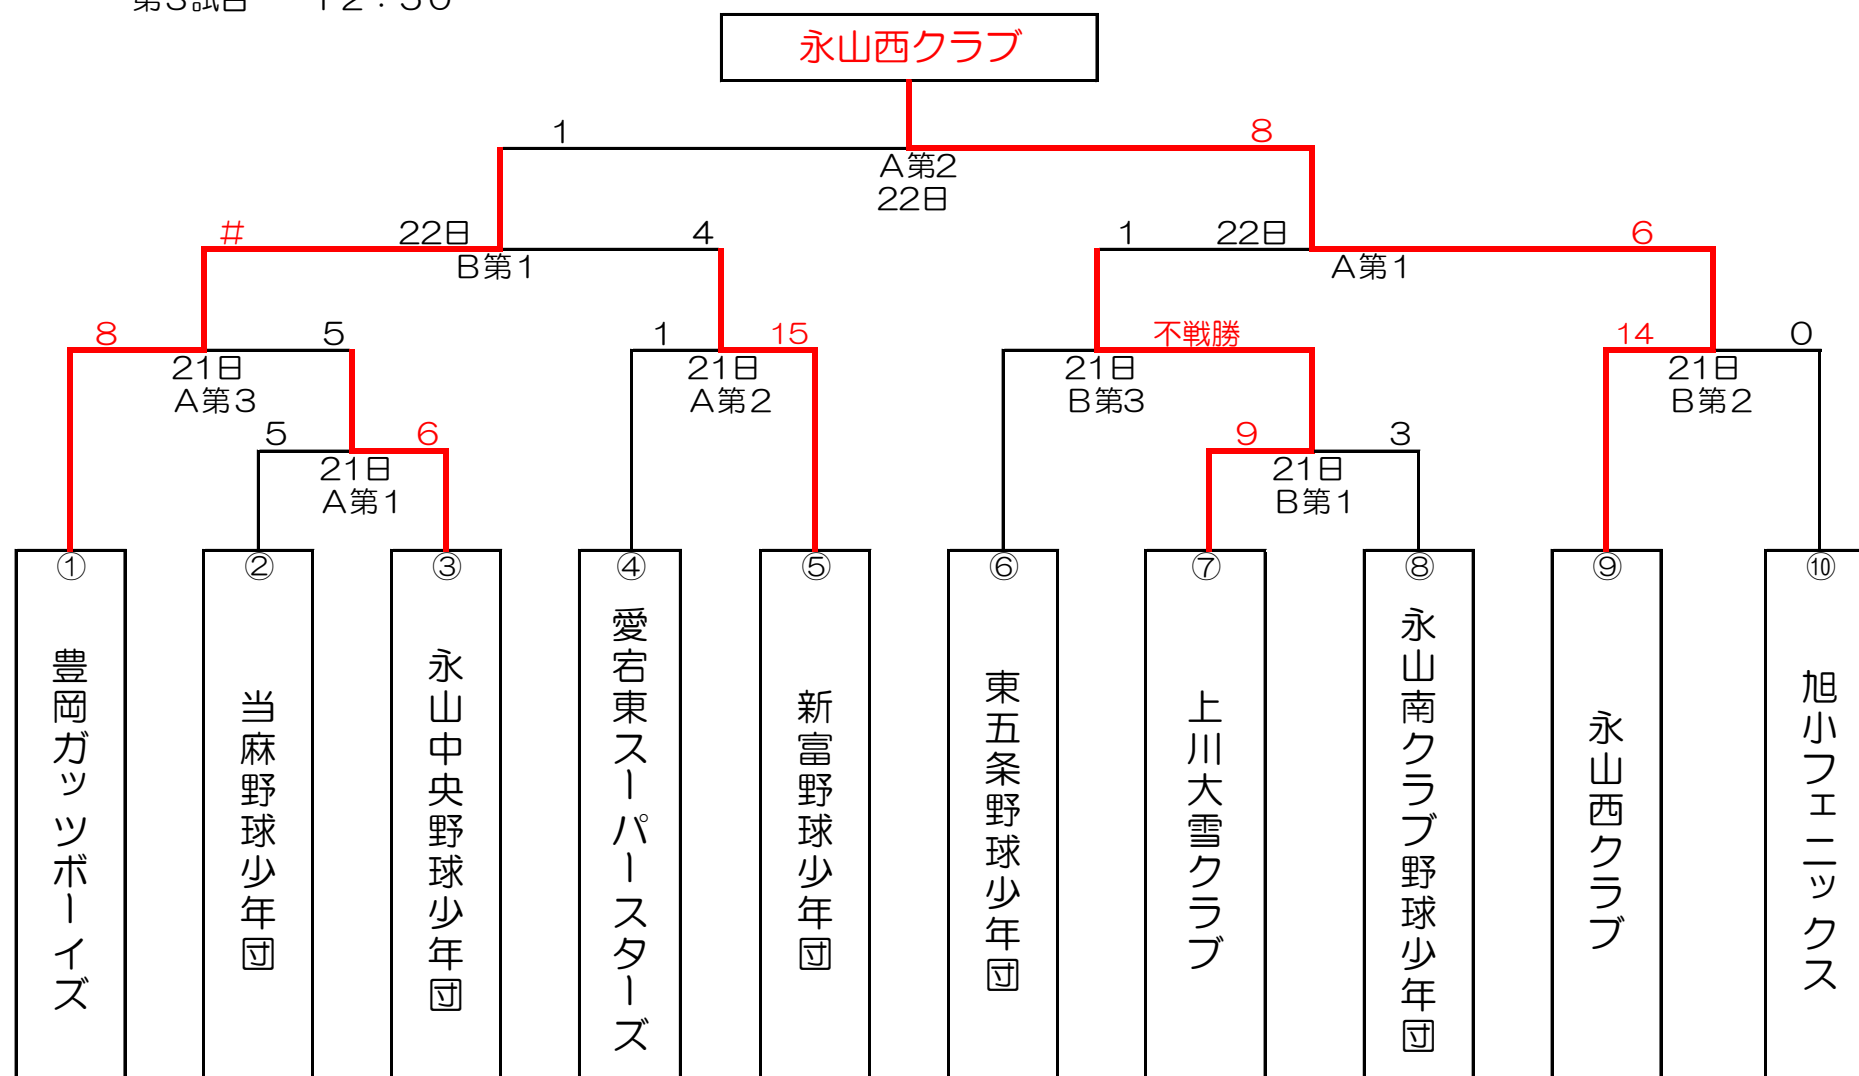 第3試合 12:30
永山西クラブ
1 8
A第2
22日
# 22日 4 1 22日 6
B第1 A第1
8 5 1 15 不戦勝 14 0
21日 21日 21日 21日
A第3 A第2 B第3 B第2
5 6 9 3
21日 21日
A第1 B第1
① ② ③ ④ ⑤ ⑥ ⑦ ⑧ ⑨ ⑩
豊岡ガッツボーイズ
当麻野球少年団
永山中央野球少年団
愛宕東スーパースターズ
新富野球少年団
東五条野球少年団
上川大雪クラブ
永山南クラブ野球少年団
永山西クラブ
旭小フェニックス